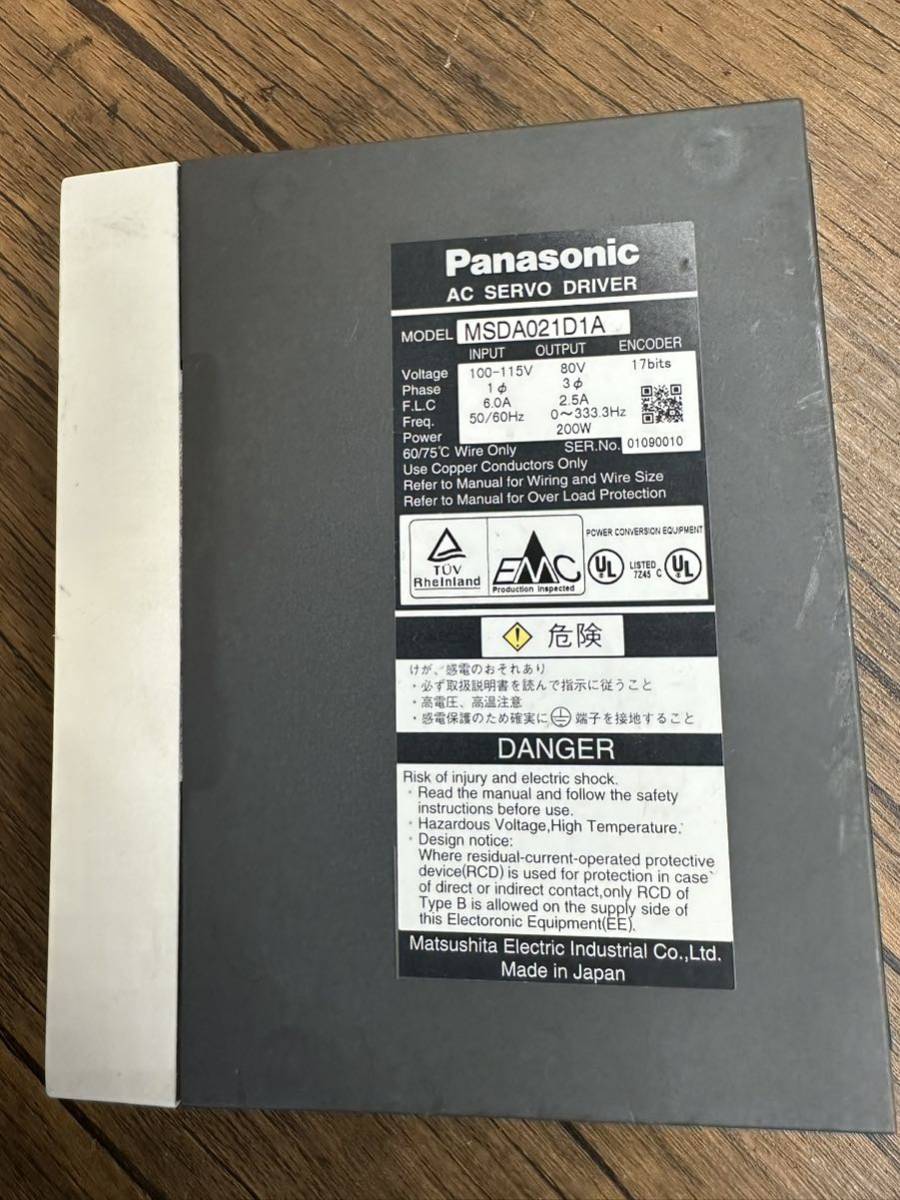 Panasonic
AC SERVO DRIVER
MODEL MSDA021D1A
INPUT OUTPUT ENCODER
Voltage 100-115V 80V 17bits
Phase 1φ 3φ
F.L.C 6.0A 2.5A
Freq. 50/60Hz 0～333.3Hz
Power 200W
60/75℃ Wire Only SER.No. 01090010
Use Copper Conductors Only
Refer to Manual for Wiring and Wire Size
Refer to Manual for Over Load Protection
TÜV
Rheinland
EMC
Production Inspected
POWER CONVERSION EQUIPMENT
UL LISTED 7Z45 C UL
危険
けが、感電のおそれあり
・必ず取扱説明書を読んで指示に従うこと
・高電圧、高温注意
・感電保護のため確実に端子を接地すること
DANGER
Risk of injury and electric shock.
・Read the manual and follow the safety
instructions before use.
・Hazardous Voltage,High Temperature.
・Design notice:
Where residual-current-operated protective
device(RCD) is used for protection in case
of direct or indirect contact,only RCD of
Type B is allowed on the supply side of
this Electoronic Equipment(EE).
Matsushita Electric Industrial Co.,Ltd.
Made in Japan